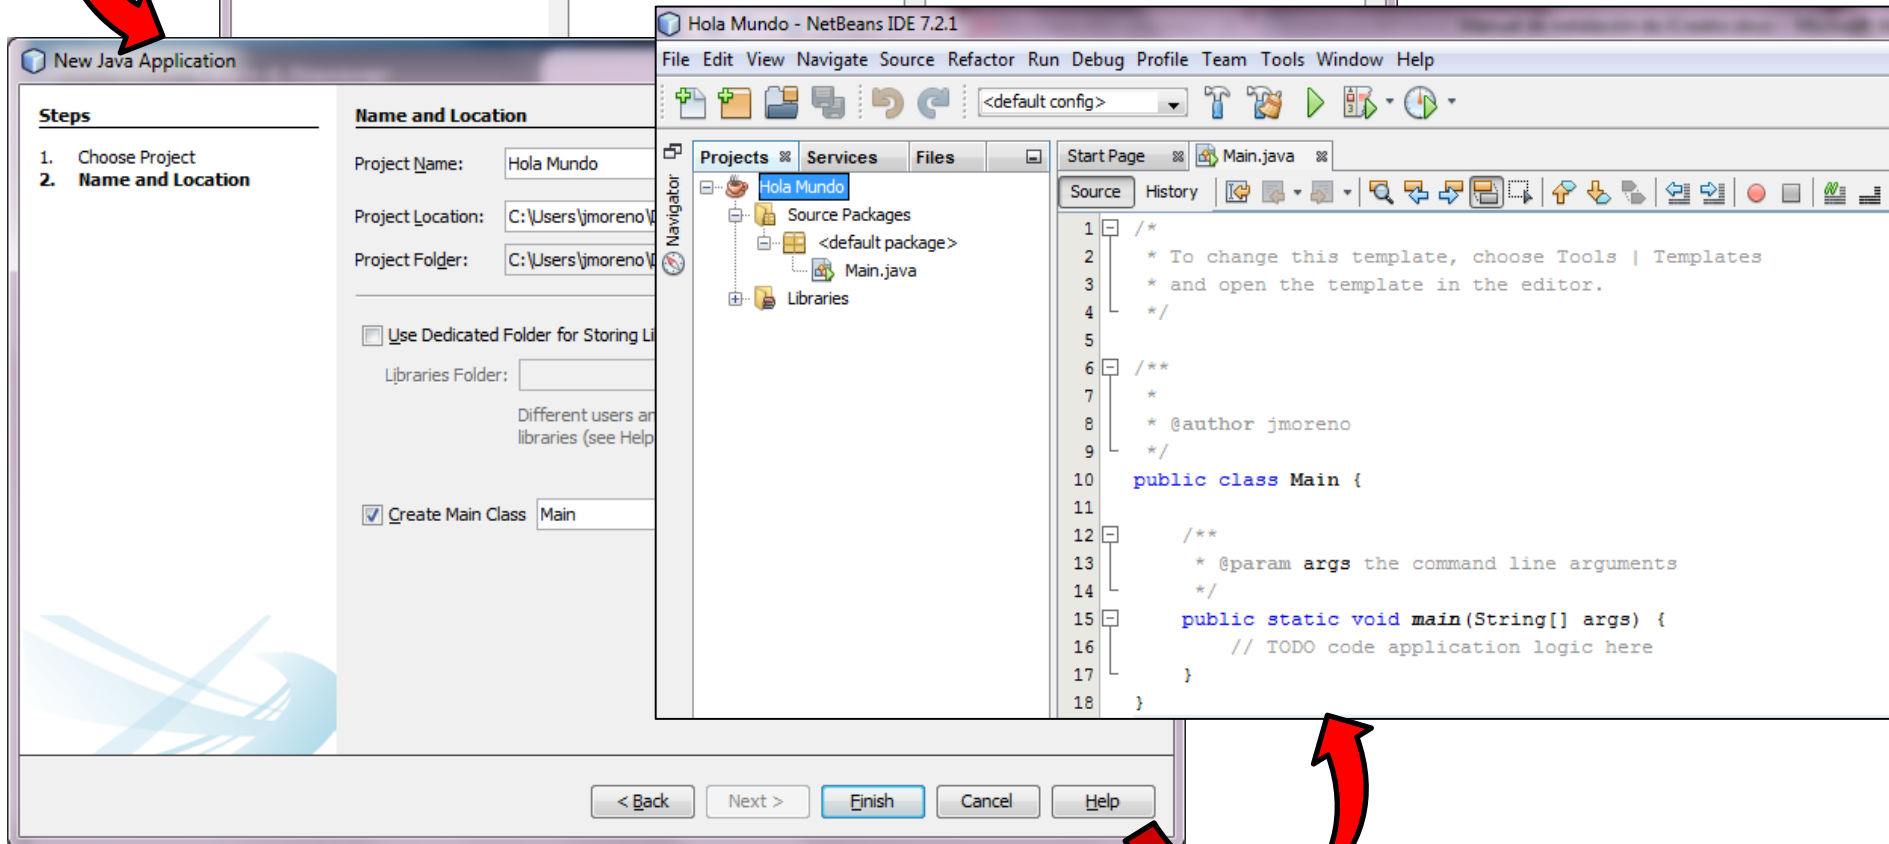 New Java Application
Steps
1. Choose Project
2. Name and Location
Name and Location
Project Name: Hola Mundo
Project Location: C:\Users\jmoreno\
Project Folder: C:\Users\jmoreno\
Use Dedicated Folder for Storing Li
Libraries Folder:
Different users an
libraries (see Help
Create Main Class Main
< Back Next > Finish Cancel Help
Hola Mundo - NetBeans IDE 7.2.1
File Edit View Navigate Source Refactor Run Debug Profile Team Tools Window Help
<default config>
Navigator
Projects Services Files
Hola Mundo
Source Packages
<default package>
Main.java
Libraries
Start Page Main.java
Source History
1 /*
2 * To change this template, choose Tools | Templates
3 * and open the template in the editor.
4 */
5
6 /**
7 *
8 * @author jmoreno
9 */
10 public class Main {
11
12 /**
13 * @param args the command line arguments
14 */
15 public static void main(String[] args) {
16 // TODO code application logic here
17 }
18 }